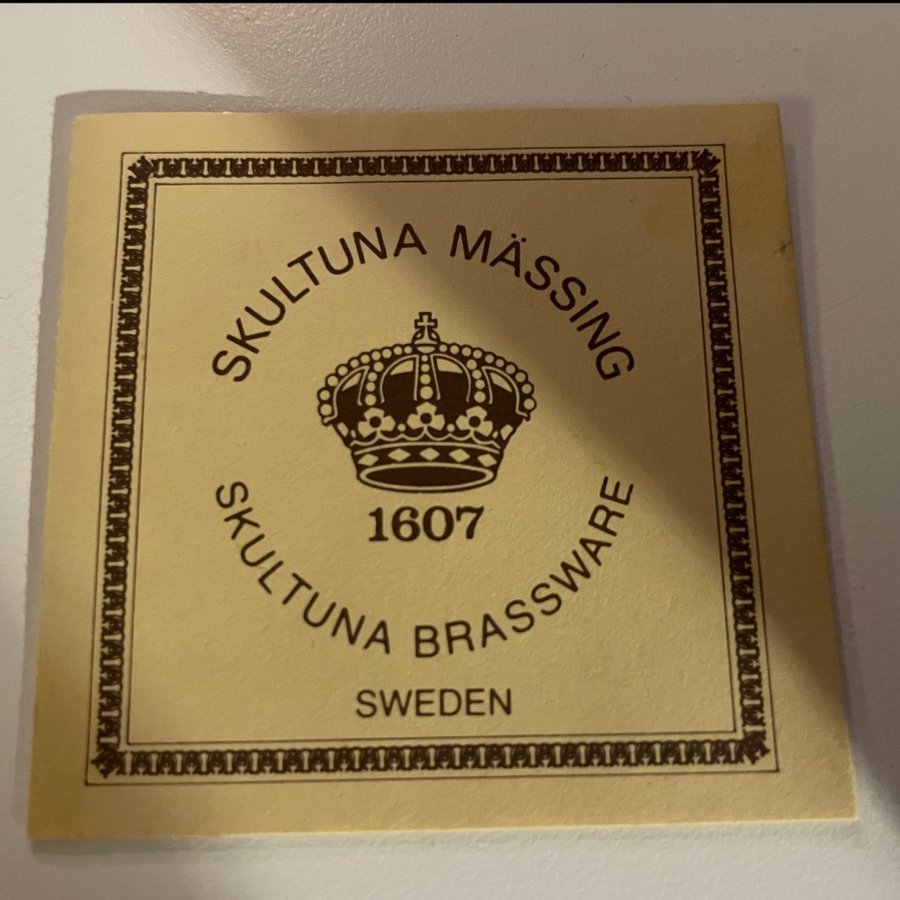 SKULTUNA MÄSSING
1607
SKULTUNA BRASSWARE
SWEDEN